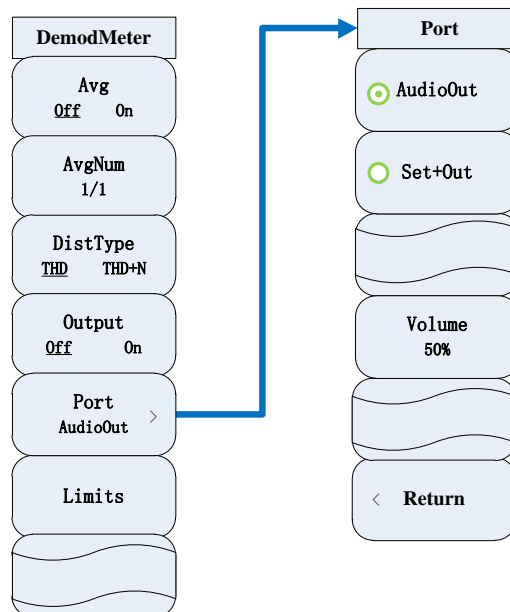 DemodMeter
Avg
Off On
AvgNum
1/1
DistType
THD THD+N
Output
Off On
Port
AudioOut
>
Limits
Port
AudioOut
Set+Out
Volume
50%
< Return